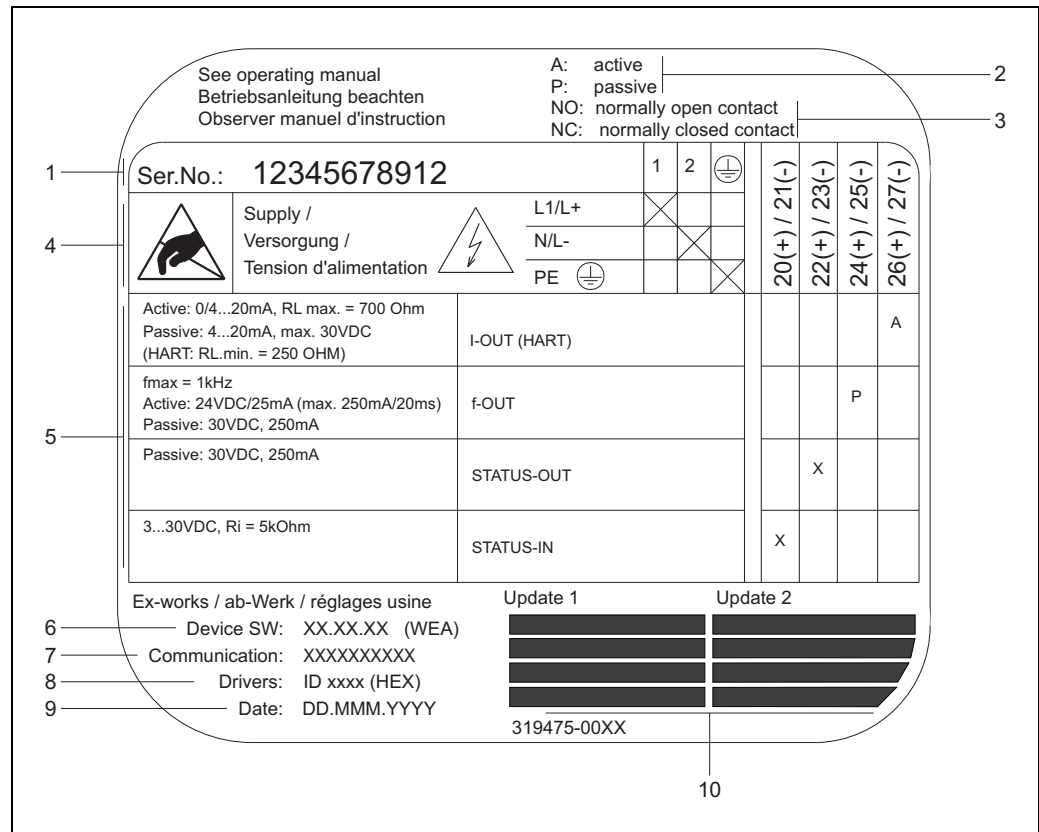 See operating manual
Betriebsanleitung beachten
Observer manuel d'instruction
A: active
P: passive
NO: normally open contact
NC: normally closed contact
2
3
1
Ser.No.: 12345678912
1 2
20(+) / 21(-)
22(+) / 23(-)
24(+) / 25(-)
26(+) / 27(-)
4
Supply /
Versorgung /
Tension d'alimentation
L1/L+
N/L-
PE
Active: 0/4...20mA, RL max. = 700 Ohm
Passive: 4...20mA, max. 30VDC
(HART: RL.min. = 250 OHM)
I-OUT (HART)
A
5
fmax = 1kHz
Active: 24VDC/25mA (max. 250mA/20ms)
Passive: 30VDC, 250mA
f-OUT
P
Passive: 30VDC, 250mA
STATUS-OUT
X
3...30VDC, Ri = 5kOhm
STATUS-IN
X
Ex-works / ab-Werk / réglages usine
Update 1
Update 2
6
Device SW: XX.XX.XX (WEA)
7
Communication: XXXXXXXXXX
8
Drivers: ID xxxx (HEX)
9
Date: DD.MMM.YYYY
319475-00XX
10